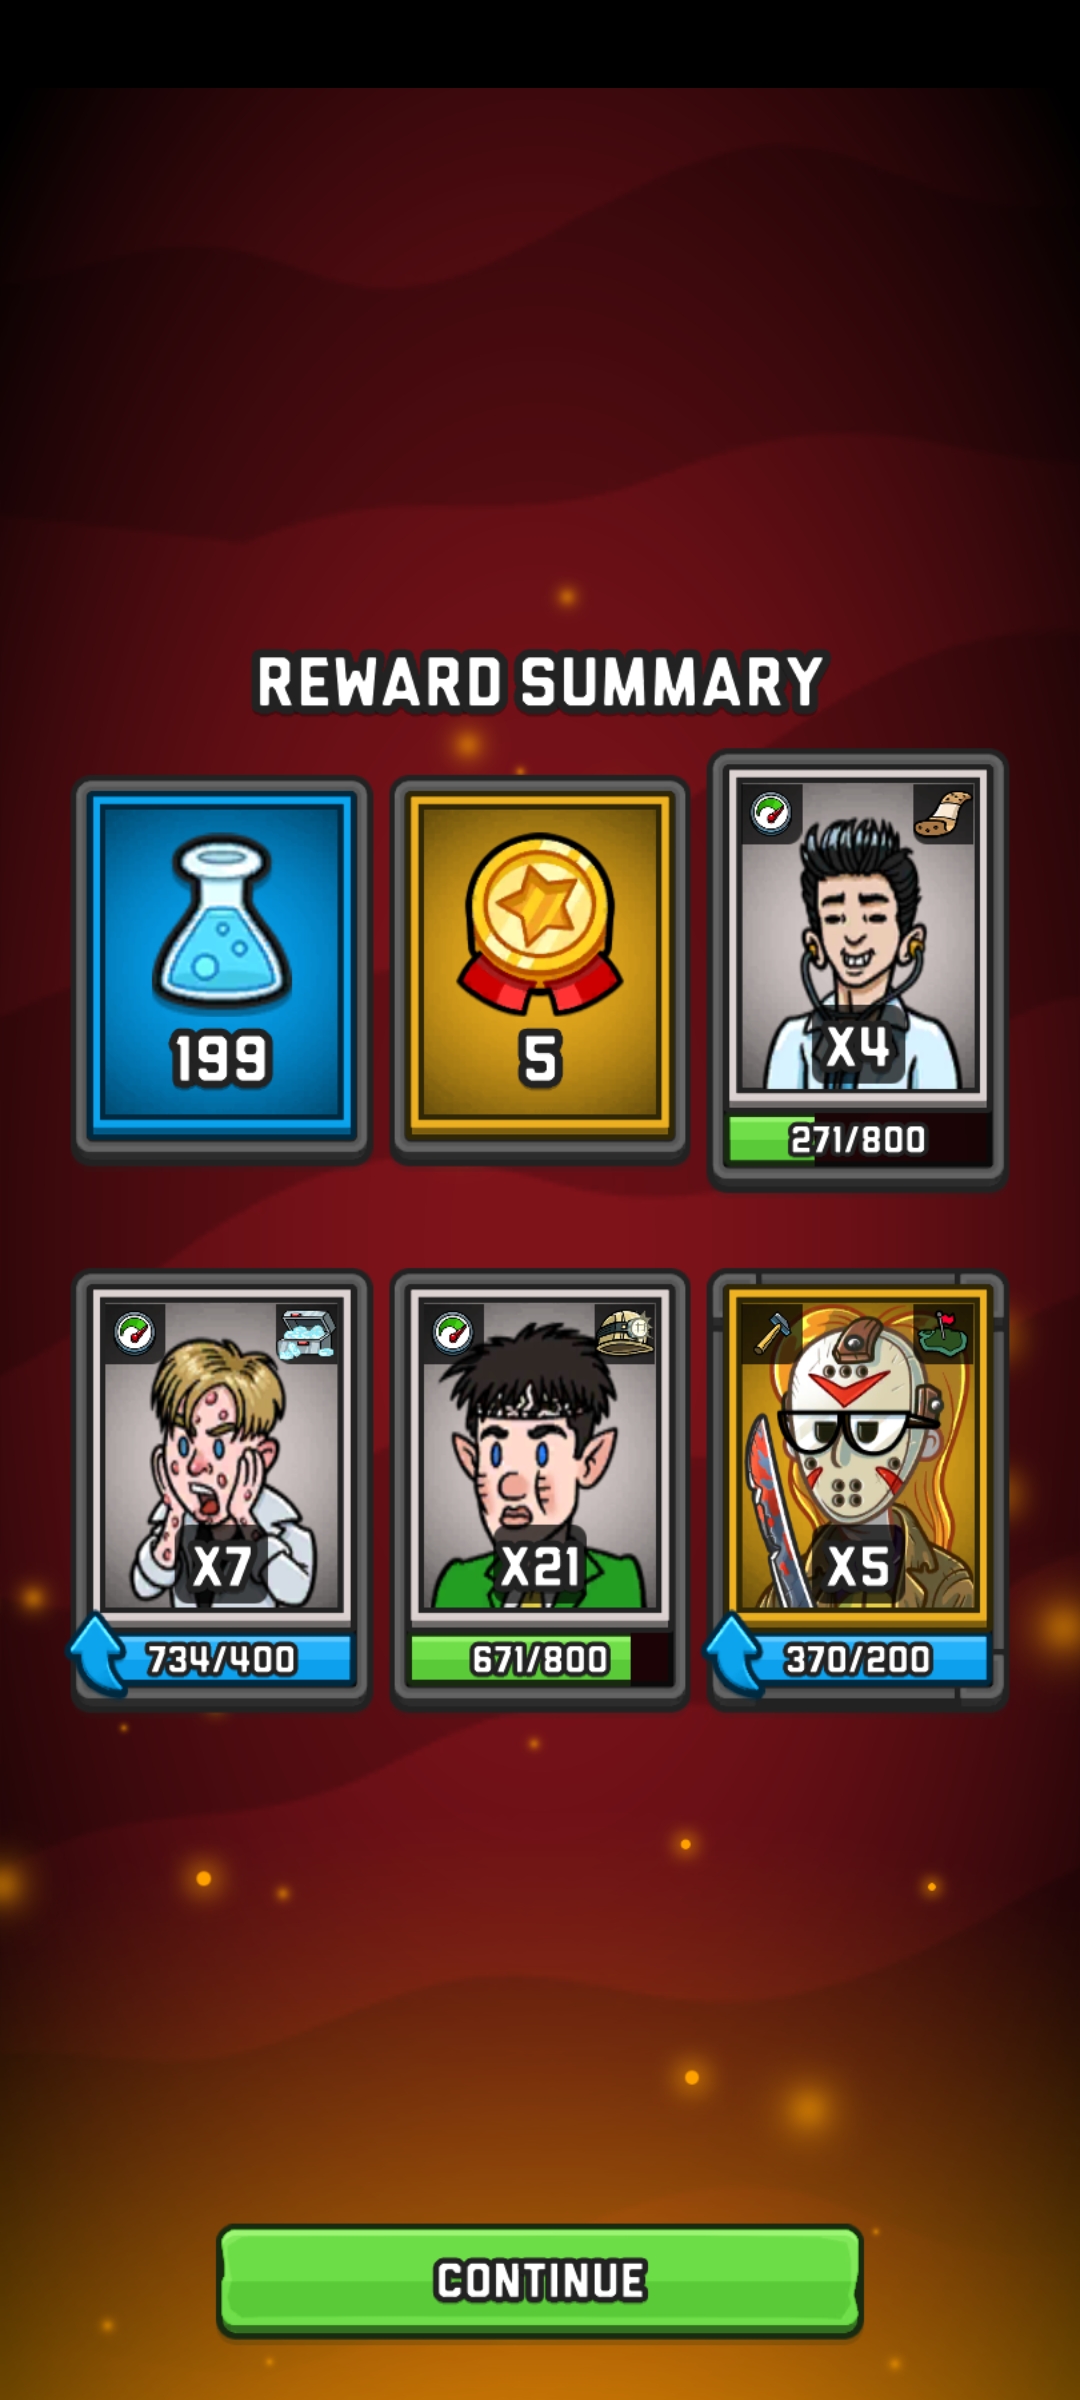 REWARD SUMMARY
199
5
X4
271/800
X7
734/400
X21
671/800
X5
370/200
CONTINUE